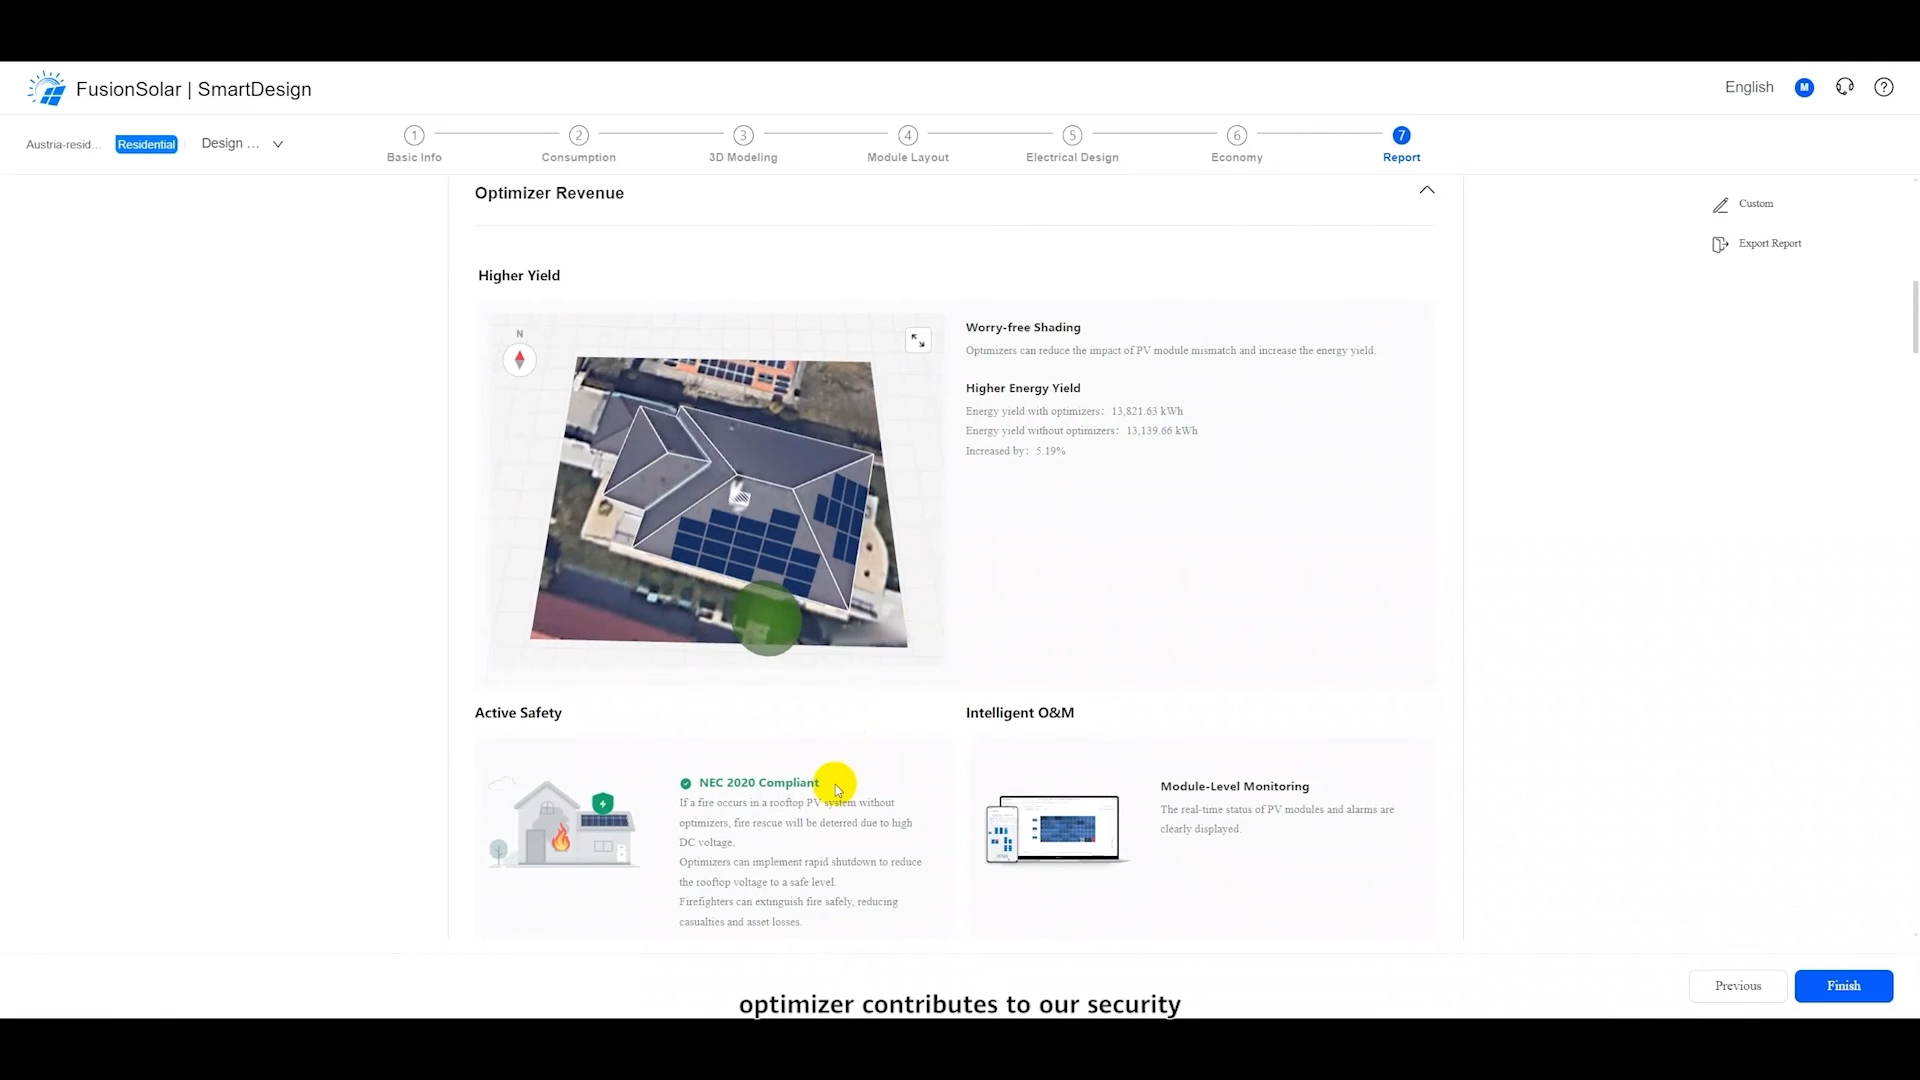 FusionSolar | SmartDesign
English
M
?
Austria-resid...
Residential
Design ...
1
2
3
4
5
6
7
Basic Info
Consumption
3D Modeling
Module Layout
Electrical Design
Economy
Report
Optimizer Revenue
Custom
Export Report
Higher Yield
N
Worry-free Shading
Optimizers can reduce the impact of PV module mismatch and increase the energy yield.
Higher Energy Yield
Energy yield with optimizers: 13,821.63 kWh
Energy yield without optimizers: 13,139.66 kWh
Increased by: 5.19%
Active Safety
NEC 2020 Compliant
If a fire occurs in a rooftop PV system without
optimizers, fire rescue will be deterred due to high
DC voltage.
Optimizers can implement rapid shutdown to reduce
the rooftop voltage to a safe level.
Firefighters can extinguish fire safely, reducing
casualties and asset losses.
Intelligent O&M
Module-Level Monitoring
The real-time status of PV modules and alarms are
clearly displayed.
Previous
Finish
optimizer contributes to our security